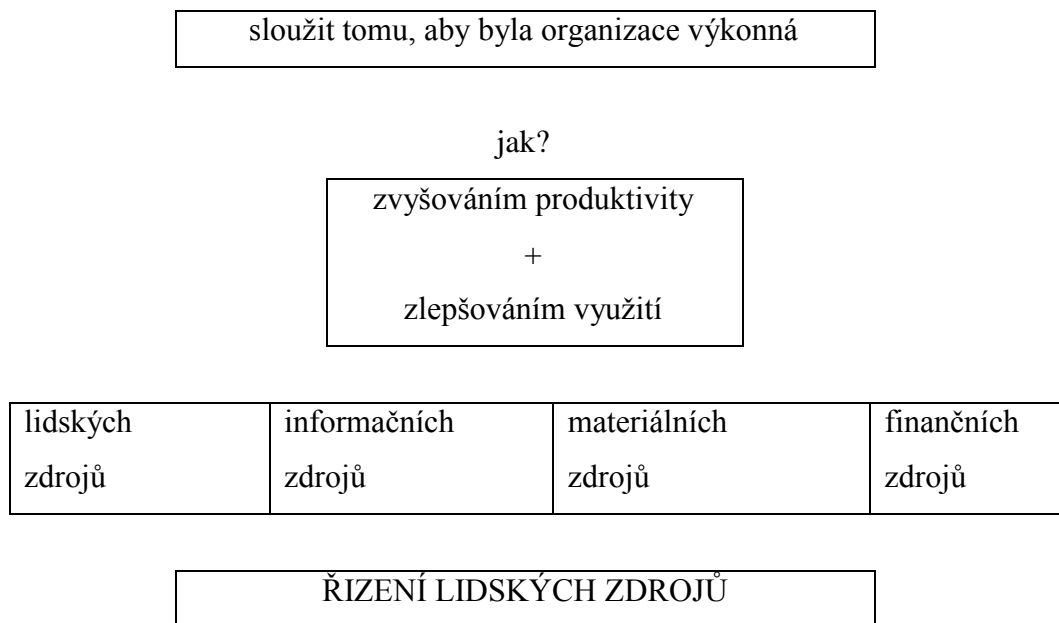 sloužit tomu, aby byla organizace výkonná
jak?
zvyšováním produktivity
+
zlepšováním využití
lidských
zdrojů
informačních
zdrojů
materiálních
zdrojů
finančních
zdrojů
ŘIZENÍ LIDSKÝCH ZDROJŮ